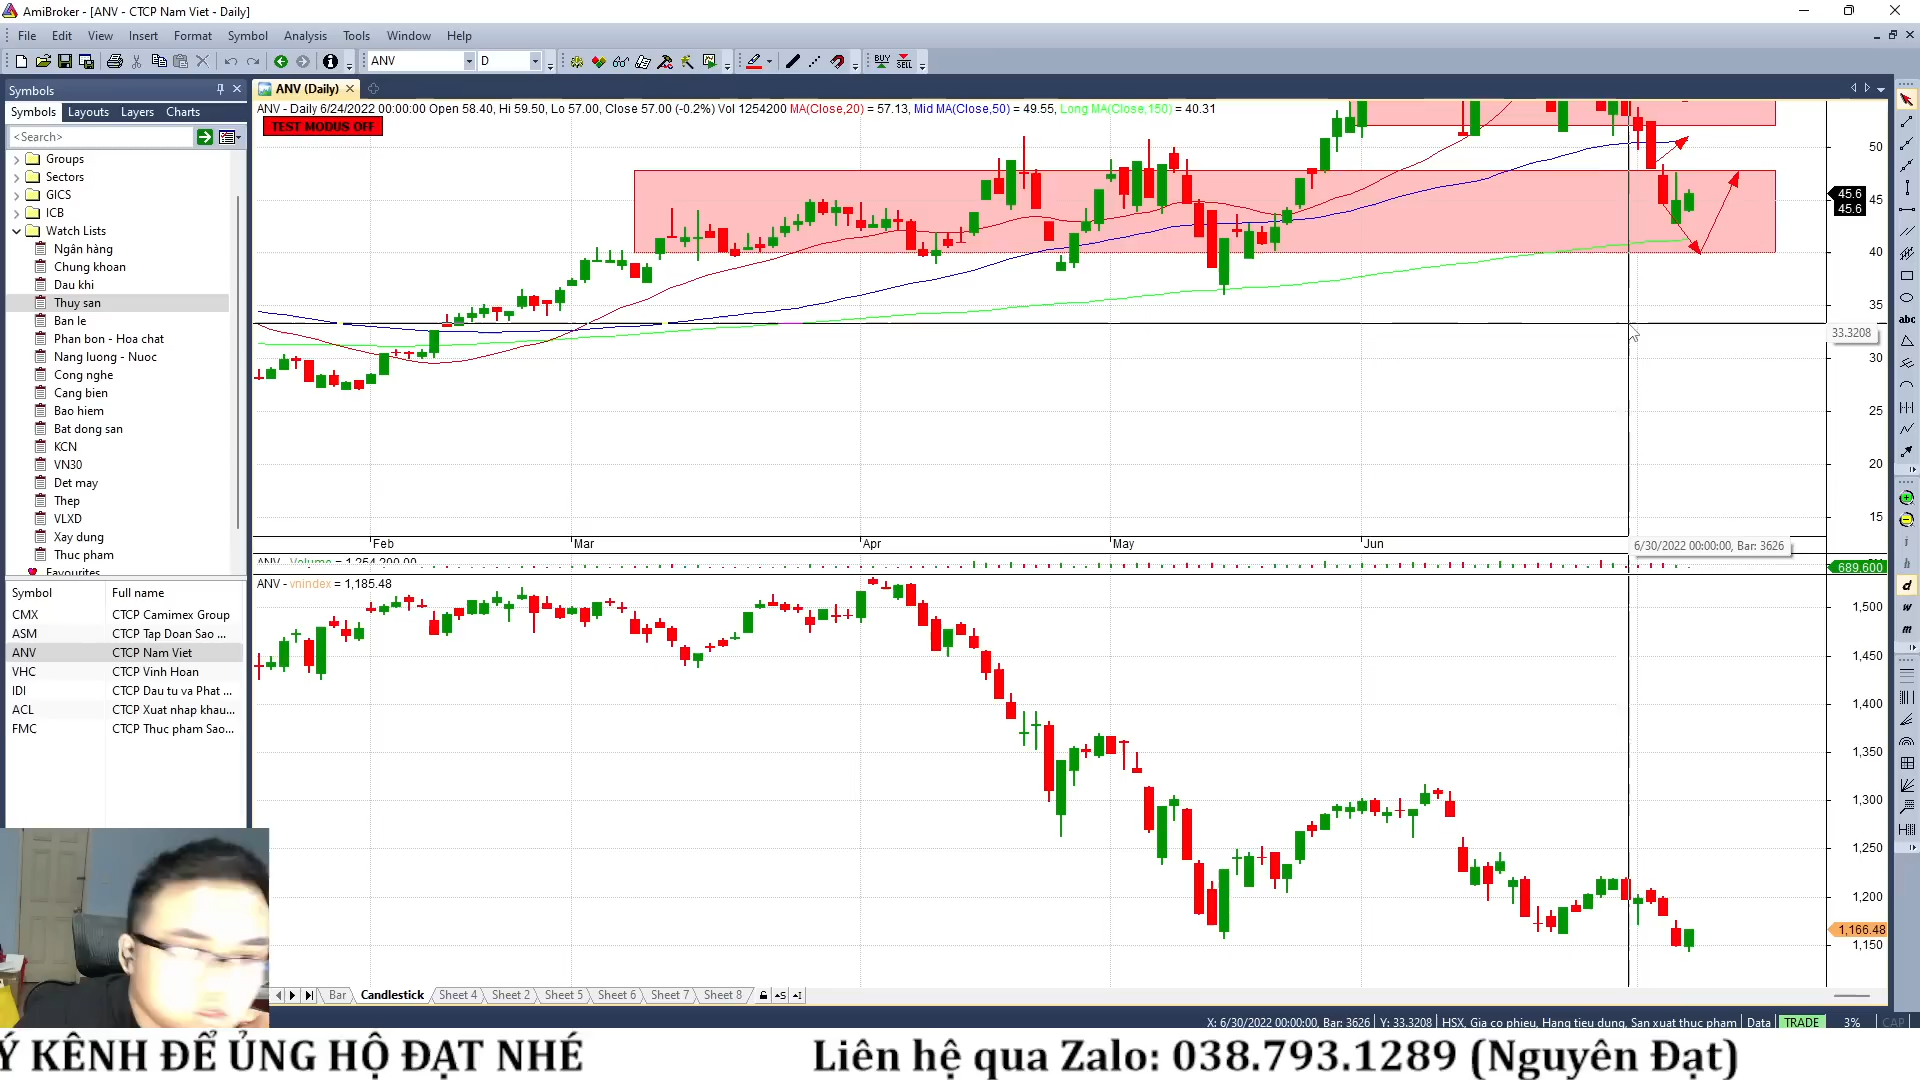 AmiBroker - [ANV - CTCP Nam Viet - Daily]
File Edit View Insert Format Symbol Analysis Tools Window Help
ANV D BUY SELL
Symbols
ANV (Daily)
Symbols Layouts Layers Charts
<Search>
Groups
Sectors
GICS
ICB
Watch Lists
Ngân hàng
Chung khoan
Dau khi
Thuy san
Ban le
Phan bon - Hoa chat
Nang luong - Nuoc
Cong nghe
Cang bien
Bao hiem
Bat dong san
KCN
VN30
Det may
Thep
VLXD
Xay dung
Thuc pham
Favourites
Symbol Full name
CMX CTCP Camimex Group
ASM CTCP Tap Doan Sao ...
ANV CTCP Nam Viet
VHC CTCP Vinh Hoan
IDI CTCP Dau tu va Phat ...
ACL CTCP Xuat nhap khau...
FMC CTCP Thuc pham Sao...
ANV - Daily 6/24/2022 00:00:00 Open 58.40, Hi 59.50, Lo 57.00, Close 57.00 (-0.2%) Vol 1254200 MA(Close,20) = 57.13, Mid MA(Close,50) = 49.55, Long MA(Close,150) = 40.31
TEST MODUS OFF
50
45.6
45
45.6
40
35
33.3208
30
25
20
15
Feb Mar Apr May Jun
6/30/2022 00:00:00, Bar: 3626
ANV - Volume = 1,254,200.00
689,600
ANV - vnindex = 1,185.48
1,500
1,450
1,400
1,350
1,300
1,250
1,200
1,166.48
1,150
abc
d
w
m
Bar Candlestick Sheet 4 Sheet 2 Sheet 5 Sheet 6 Sheet 7 Sheet 8
X: 6/30/2022 00:00:00, Bar: 3626 Y: 33.3208 HSX, Gia co phieu, Hang tieu dung, San xuat thuc pham Data TRADE 3% CAP
Ý KÊNH ĐỂ ỦNG HỘ ĐẠT NHÉ Liên hệ qua Zalo: 038.793.1289 (Nguyên Đạt)